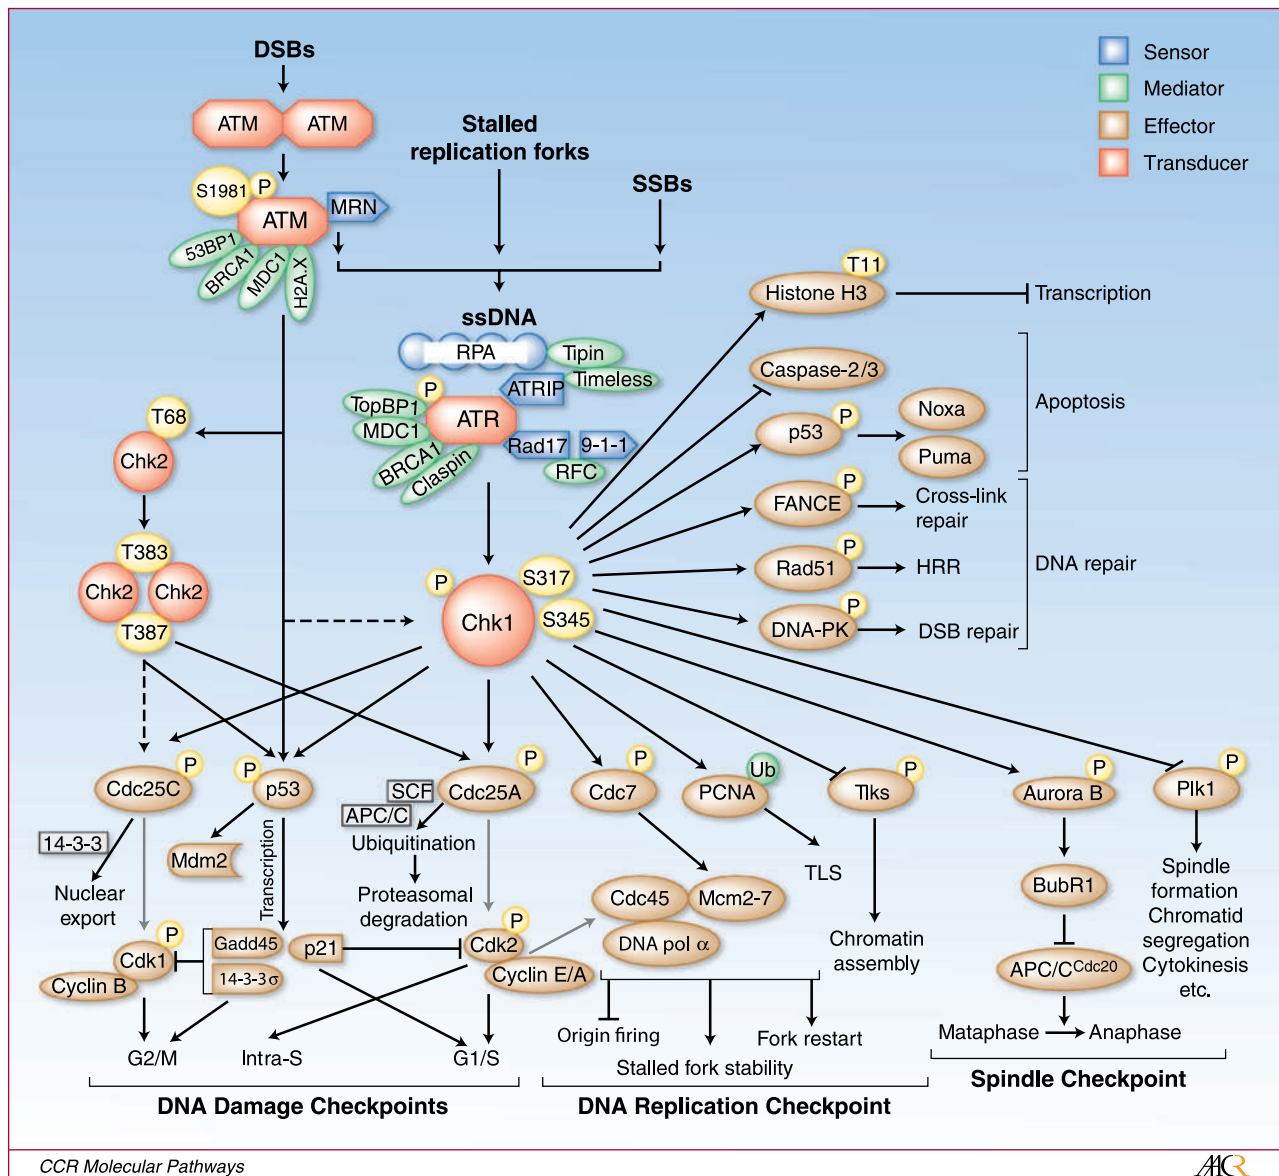 DSBs
Sensor
Mediator
Effector
Transducer
ATM
ATM
Stalled
replication forks
SSBs
S1981
P
ATM
MRN
53BP1
BRCA1
MDC1
H2A.X
ssDNA
RPA
Tipin
Timeless
ATRIP
P
TopBP1
ATR
MDC1
BRCA1
Claspin
Rad17
9-1-1
RFC
T11
Histone H3
Transcription
Caspase-2/3
P
p53
Noxa
Puma
Apoptosis
P
FANCE
Cross-link
repair
P
Rad51
HRR
DNA repair
P
DNA-PK
DSB repair
T68
Chk2
T383
Chk2
Chk2
T387
P
Chk1
S317
S345
P
Cdc25C
P
p53
P
SCF
Cdc25A
APC/C
P
Cdc7
Ub
PCNA
P
Tlks
P
Aurora B
P
Plk1
14-3-3
Nuclear
export
Mdm2
Transcription
Ubiquitination
Proteasomal
degradation
TLS
BubR1
Spindle
formation
Chromatid
segregation
Cytokinesis
etc.
Cdc45
Mcm2-7
DNA pol α
Chromatin
assembly
P
Cdk1
Cyclin B
Gadd45
14-3-3σ
p21
P
Cdk2
Cyclin E/A
APC/CCdc20
Mataphase
Anaphase
G2/M
Intra-S
G1/S
Origin firing
Fork restart
Stalled fork stability
DNA Damage Checkpoints
DNA Replication Checkpoint
Spindle Checkpoint
CCR Molecular Pathways
AACR